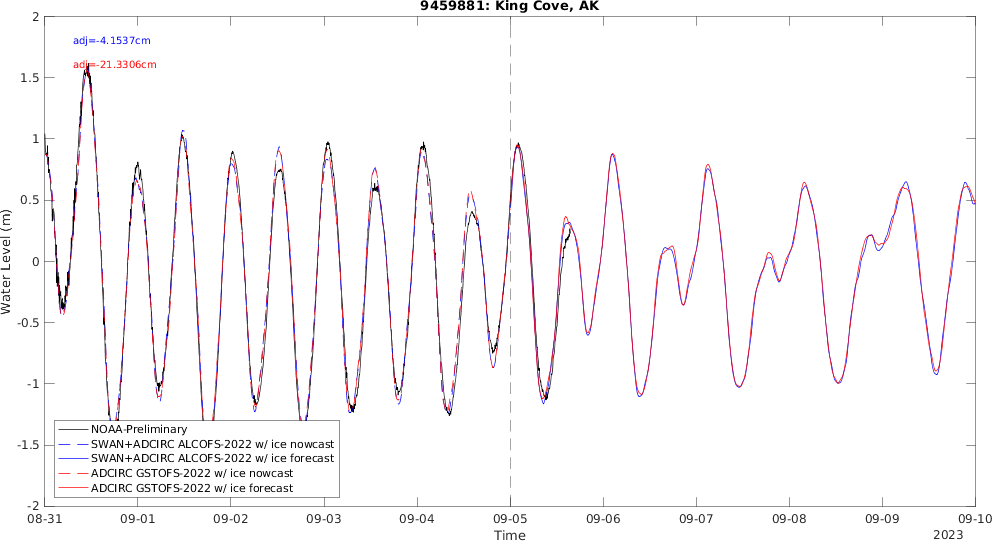 9459881: King Cove, AK
adj=-4.1537cm
adj=-21.3306cm
Water Level (m)
2
1.5
1
0.5
0
-0.5
-1
-1.5
-2
NOAA-Preliminary
SWAN+ADCIRC ALCOFS-2022 w/ ice nowcast
SWAN+ADCIRC ALCOFS-2022 w/ ice forecast
ADCIRC GSTOFS-2022 w/ ice nowcast
ADCIRC GSTOFS-2022 w/ ice forecast
08-31 09-01 09-02 09-03 09-04 09-05 09-06 09-07 09-08 09-09 09-10
Time
2023